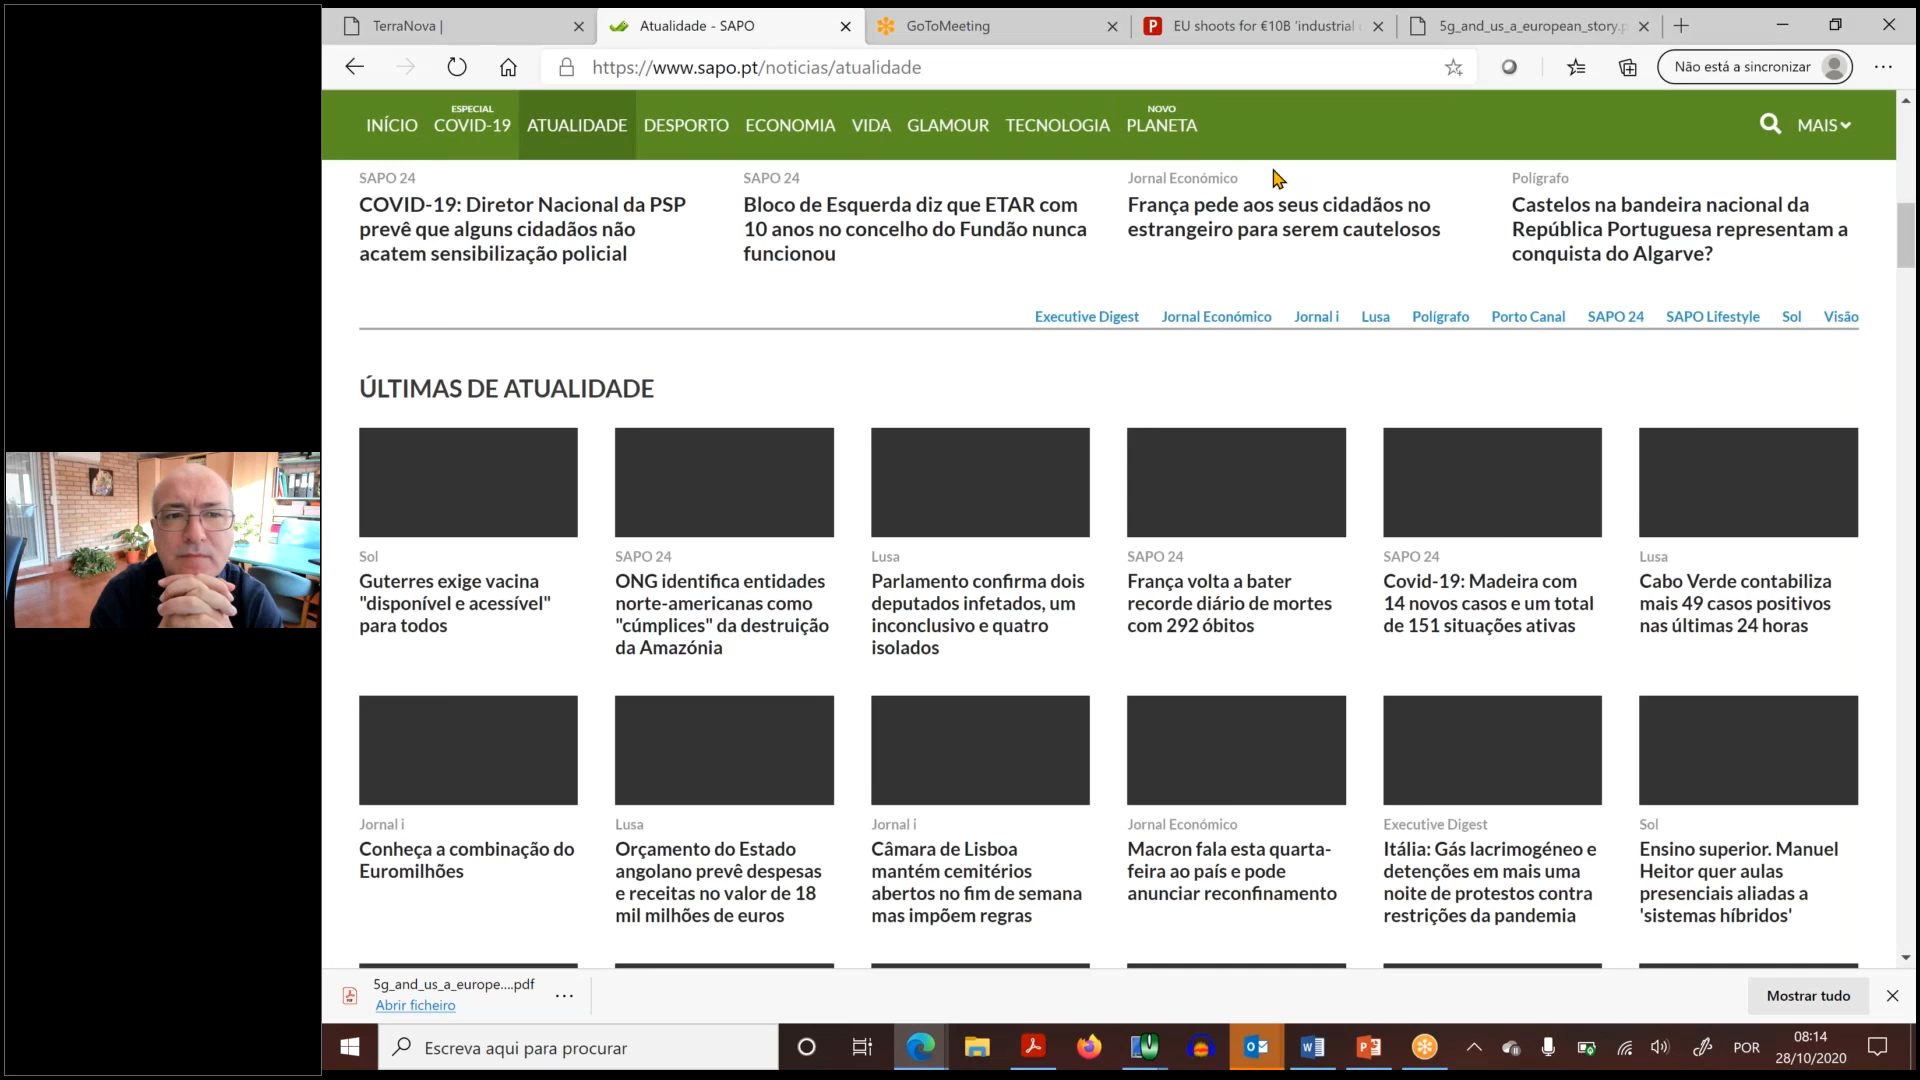 TerraNova |
Atualidade - SAPO
GoToMeeting
EU shoots for €10B 'industrial
5g_and_us_a_european_story.p
https://www.sapo.pt/noticias/atualidade
Não está a sincronizar
INÍCIO
ESPECIAL
COVID-19
ATUALIDADE
DESPORTO
ECONOMIA
VIDA
GLAMOUR
TECNOLOGIA
NOVO
PLANETA
MAIS
SAPO 24
COVID-19: Diretor Nacional da PSP
prevê que alguns cidadãos não
acatem sensibilização policial
SAPO 24
Bloco de Esquerda diz que ETAR com
10 anos no concelho do Fundão nunca
funcionou
Jornal Económico
França pede aos seus cidadãos no
estrangeiro para serem cautelosos
Polígrafo
Castelos na bandeira nacional da
República Portuguesa representam a
conquista do Algarve?
Executive Digest Jornal Económico Jornal i Lusa Polígrafo Porto Canal SAPO 24 SAPO Lifestyle Sol Visão
ÚLTIMAS DE ATUALIDADE
Sol
Guterres exige vacina
"disponível e acessível"
para todos
SAPO 24
ONG identifica entidades
norte-americanas como
"cúmplices" da destruição
da Amazónia
Lusa
Parlamento confirma dois
deputados infetados, um
inconclusivo e quatro
isolados
SAPO 24
França volta a bater
recorde diário de mortes
com 292 óbitos
SAPO 24
Covid-19: Madeira com
14 novos casos e um total
de 151 situações ativas
Lusa
Cabo Verde contabiliza
mais 49 casos positivos
nas últimas 24 horas
Jornal i
Conheça a combinação do
Euromilhões
Lusa
Orçamento do Estado
angolano prevê despesas
e receitas no valor de 18
mil milhões de euros
Jornal i
Câmara de Lisboa
mantém cemitérios
abertos no fim de semana
mas impõem regras
Jornal Económico
Macron fala esta quarta-
feira ao país e pode
anunciar reconfinamento
Executive Digest
Itália: Gás lacrimogéneo e
detenções em mais uma
noite de protestos contra
restrições da pandemia
Sol
Ensino superior. Manuel
Heitor quer aulas
presenciais aliadas a
'sistemas híbridos'
5g_and_us_a_europe....pdf
Abrir ficheiro
Mostrar tudo
Escreva aqui para procurar
POR
08:14
28/10/2020